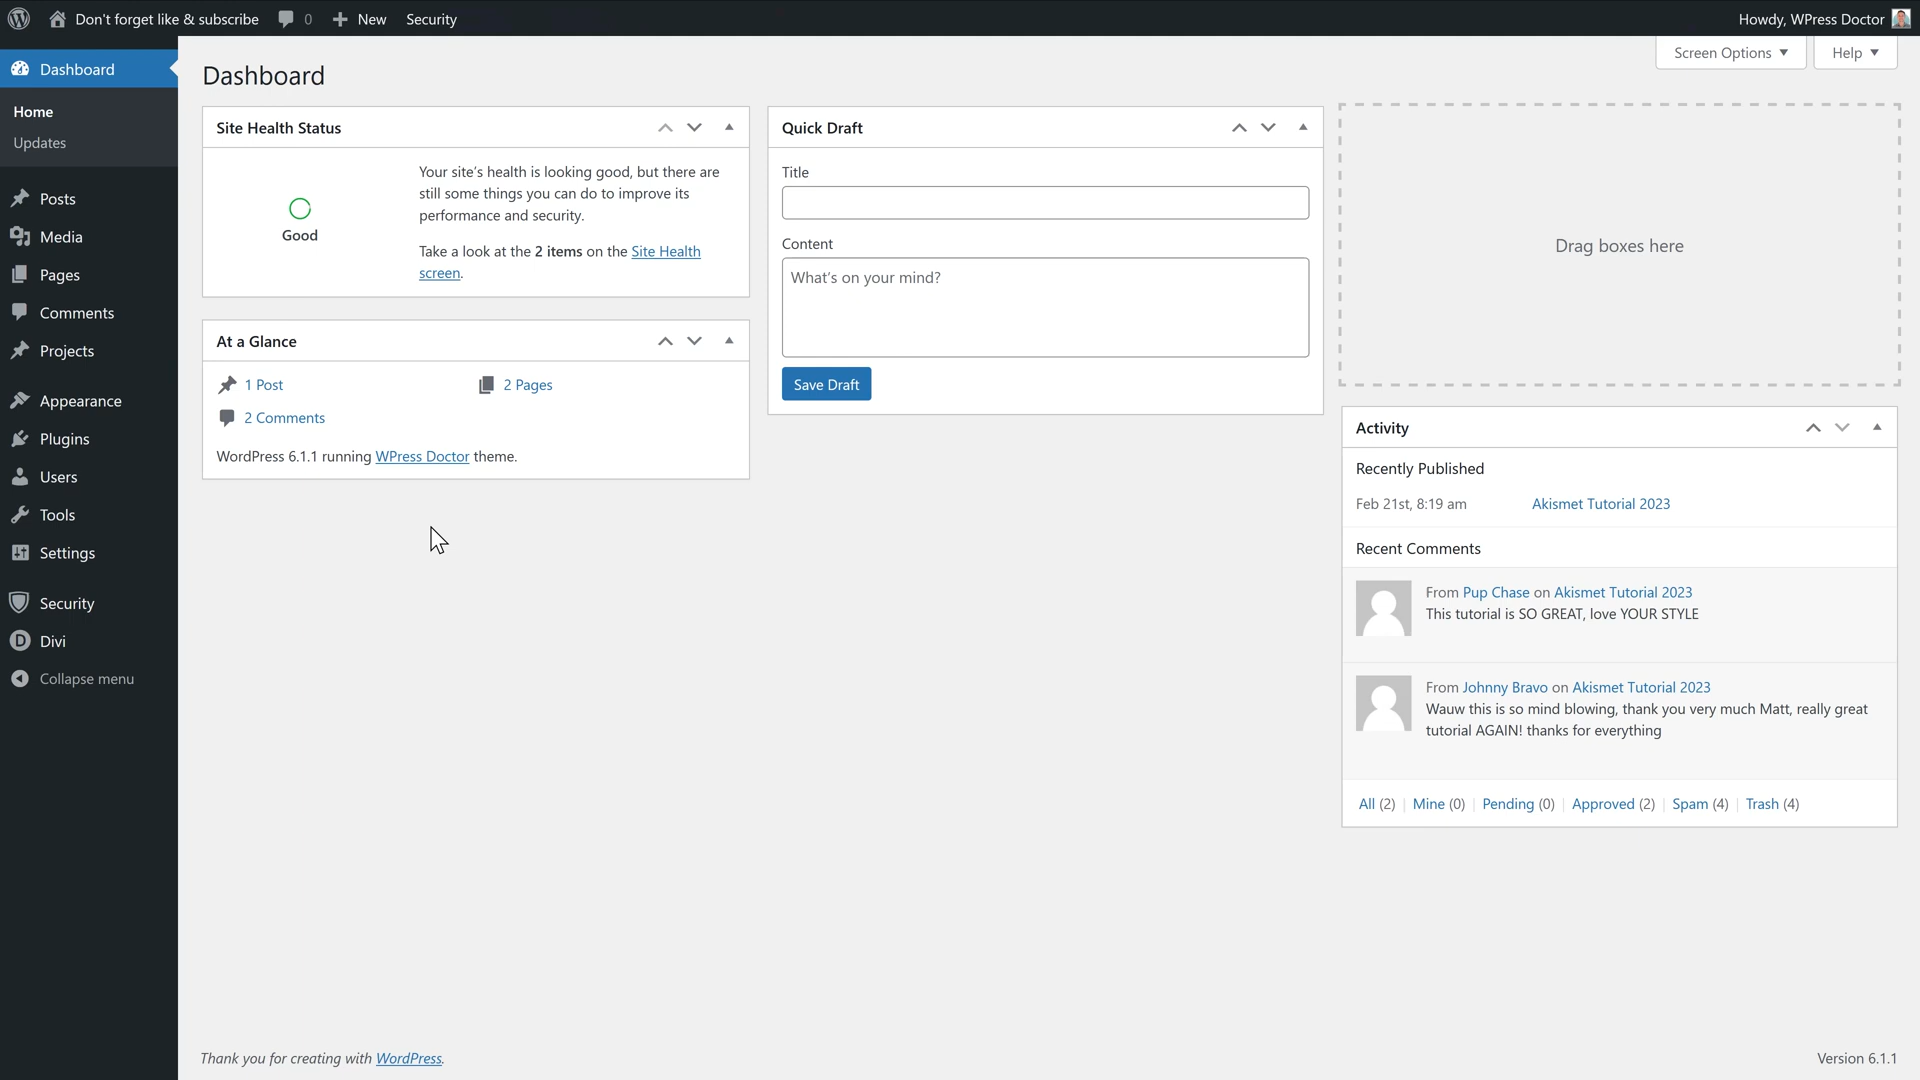 Don't forget like & subscribe 0 New Security Howdy, WPress Doctor
Screen Options Help
Dashboard
Home
Updates
Posts
Media
Pages
Comments
Projects
Appearance
Plugins
Users
Tools
Settings
Security
Divi
Collapse menu
Dashboard
Site Health Status
Good
Your site's health is looking good, but there are
still some things you can do to improve its
performance and security.
Take a look at the 2 items on the Site Health
screen.
At a Glance
1 Post 2 Pages
2 Comments
WordPress 6.1.1 running WPress Doctor theme.
Quick Draft
Title
Content
What's on your mind?
Save Draft
Drag boxes here
Activity
Recently Published
Feb 21st, 8:19 am Akismet Tutorial 2023
Recent Comments
From Pup Chase on Akismet Tutorial 2023
This tutorial is SO GREAT, love YOUR STYLE
From Johnny Bravo on Akismet Tutorial 2023
Wauw this is so mind blowing, thank you very much Matt, really great
tutorial AGAIN! thanks for everything
All (2) | Mine (0) | Pending (0) | Approved (2) | Spam (4) | Trash (4)
Thank you for creating with WordPress. Version 6.1.1